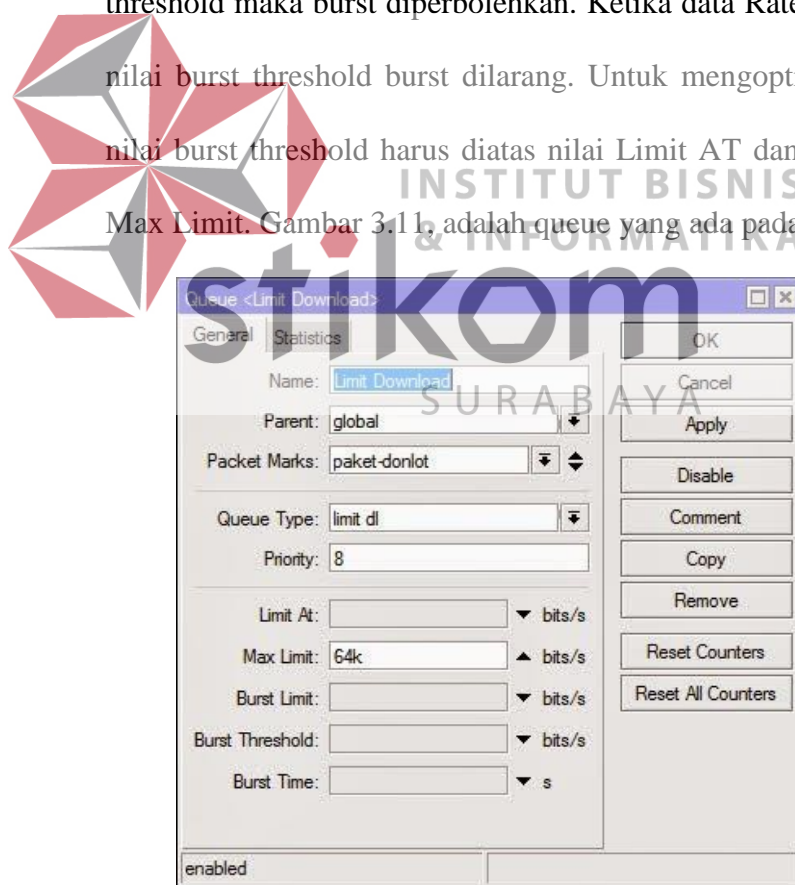 threshold maka burst diperbolehkan. Ketika data Rate
nilai burst threshold burst dilarang. Untuk mengopti
nilai burst threshold harus diatas nilai Limit AT dan
INSTITUT BISNIS
Max Limit. Gambar 3.11, adalah queue yang ada pada
& INFORMATIKA
stikom
SURABAYA
Queue <Limit Download>
General Statistics
Name: Limit Download
Parent: global
Packet Marks: paket-donlot
Queue Type: limit dl
Priority: 8
Limit At: bits/s
Max Limit: 64k bits/s
Burst Limit: bits/s
Burst Threshold: bits/s
Burst Time: s
enabled
OK
Cancel
Apply
Disable
Comment
Copy
Remove
Reset Counters
Reset All Counters